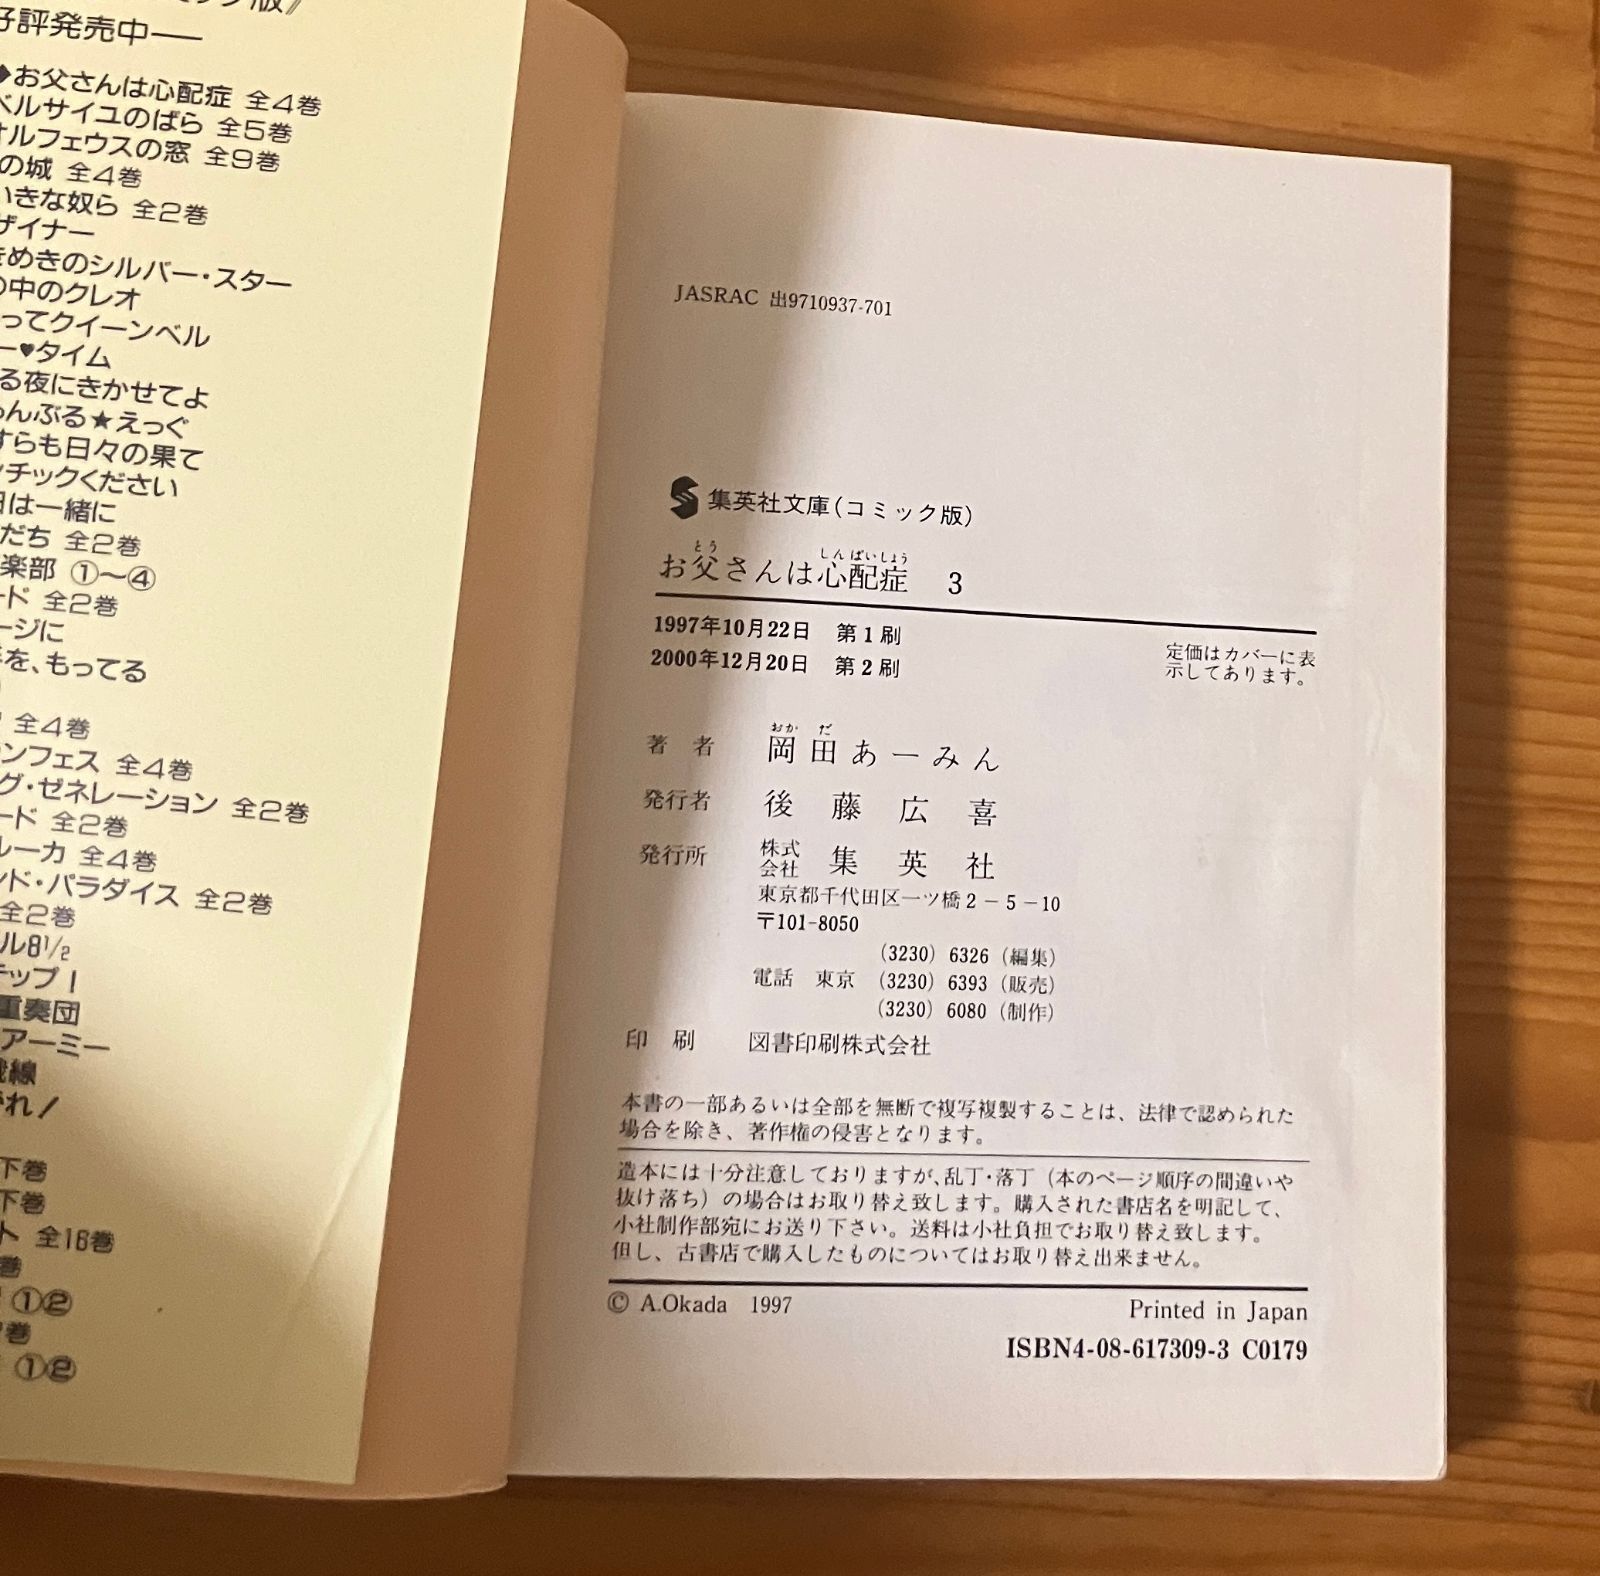 好評発売中──
◆お父さんは心配症 全4巻
ベルサイユのばら 全5巻
オルフェウスの窓 全9巻
の城 全4巻
いきな奴ら 全2巻
ザイナー
きめきのシルバー・スター
の中のクレオ
ってクイーンベル
ー♥タイム
る夜にきかせてよ
らんぶる★えっぐ
すらも日々の果て
ンチックください
日は一緒に
だち 全2巻
楽部 ①〜④
ード 全2巻
ージに
を、もってる
全4巻
ンフェス 全4巻
グ・ゼネレーション 全2巻
ード 全2巻
ルーカ 全4巻
ンド・パラダイス 全2巻
全2巻
ル8½
チップ!
重奏団
アーミー
戦線
がれ!
下巻
下巻
ト 全16巻
巻
①②
巻
①②
JASRAC 出9710937-701
集英社文庫(コミック版)
とう しんぱいしょう
お父さんは心配症 3
1997年10月22日 第1刷
2000年12月20日 第2刷
定価はカバーに表
示してあります。
おか だ
著 者 岡田あーみん
発行者 後藤広喜
発行所 株式会社 集英社
東京都千代田区一ツ橋2-5-10
〒101-8050
(3230) 6326 (編集)
電話 東京 (3230) 6393 (販売)
(3230) 6080 (制作)
印 刷 図書印刷株式会社
本書の一部あるいは全部を無断で複写複製することは、法律で認められた
場合を除き、著作権の侵害となります。
造本には十分注意しておりますが、乱丁・落丁(本のページ順序の間違いや
抜け落ち)の場合はお取り替え致します。購入された書店名を明記して、
小社制作部宛にお送り下さい。送料は小社負担でお取り替え致します。
但し、古書店で購入したものについてはお取り替え出来ません。
© A.Okada 1997
Printed in Japan
ISBN4-08-617309-3 C0179